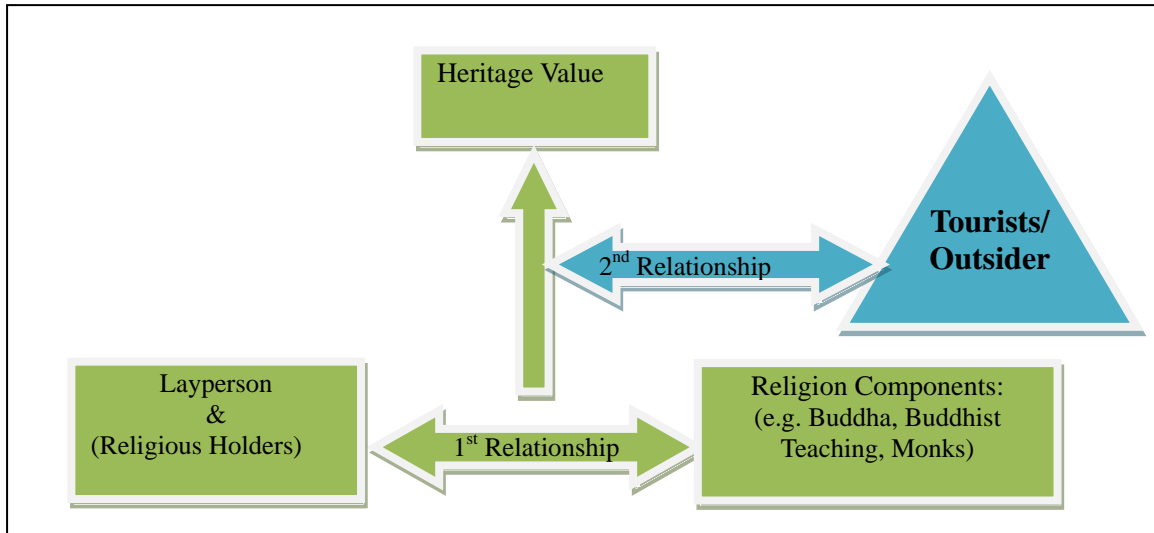 Heritage Value
Tourists/
Outsider
2nd Relationship
Layperson
&
(Religious Holders)
1st Relationship
Religion Components:
(e.g. Buddha, Buddhist
Teaching, Monks)